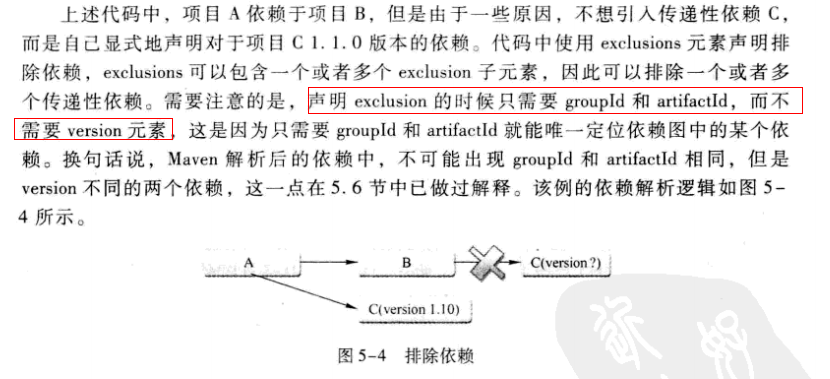 上述代码中，项目 A 依赖于项目 B，但是由于一些原因，不想引入传递性依赖 C，
而是自己显式地声明对于项目 C 1.1.0 版本的依赖。代码中使用 exclusions 元素声明排
除依赖，exclusions 可以包含一个或者多个 exclusion 子元素，因此可以排除一个或者多
个传递性依赖。需要注意的是，声明 exclusion 的时候只需要 groupId 和 artifactId，而不
需要 version 元素，这是因为只需要 groupId 和 artifactId 就能唯一定位依赖图中的某个依
赖。换句话说，Maven 解析后的依赖中，不可能出现 groupId 和 artifactId 相同，但是
version 不同的两个依赖，这一点在 5.6 节中已做过解释。该例的依赖解析逻辑如图 5-
4 所示。
A B C(version ?)
C(version 1.10)
图 5-4 排除依赖